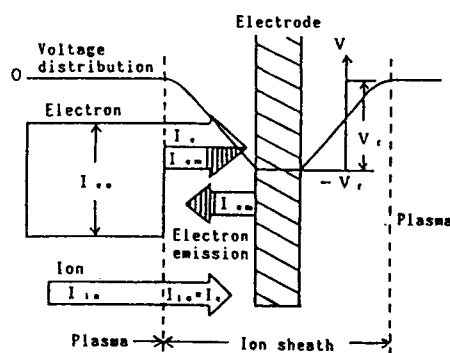 Electrode
Voltage
distribution
0
V
Electron
I e
I e m
I e o
V f
- V f
I e m
Electron
emission
Plasma
Ion
I i o
I i o = I e
Plasma
Ion sheath